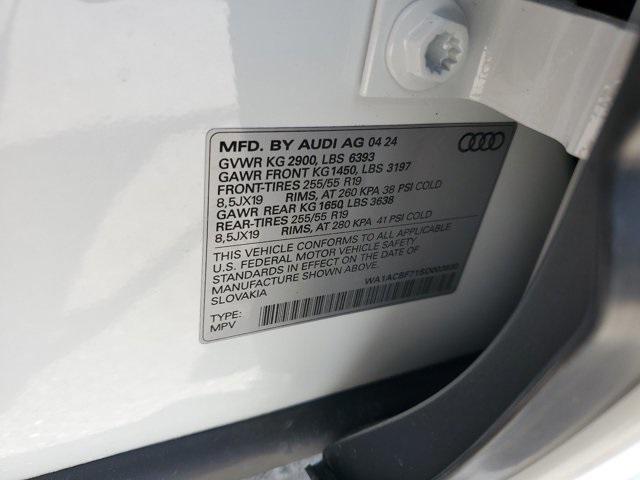 MFD. BY AUDI AG 04 24
GVWR KG 2900, LBS 6393
GAWR FRONT KG1450, LBS 3197
FRONT-TIRES 255/55 R19
8,5JX19 RIMS, AT 260 KPA 38 PSI COLD
GAWR REAR KG 1650, LBS 3638
REAR-TIRES 255/55 R19
8,5JX19 RIMS, AT 280 KPA 41 PSI COLD
THIS VEHICLE CONFORMS TO ALL APPLICABLE
U.S. FEDERAL MOTOR VEHICLE SAFETY
STANDARDS IN EFFECT ON THE DATE OF
MANUFACTURE SHOWN ABOVE
SLOVAKIA
TYPE:
MPV